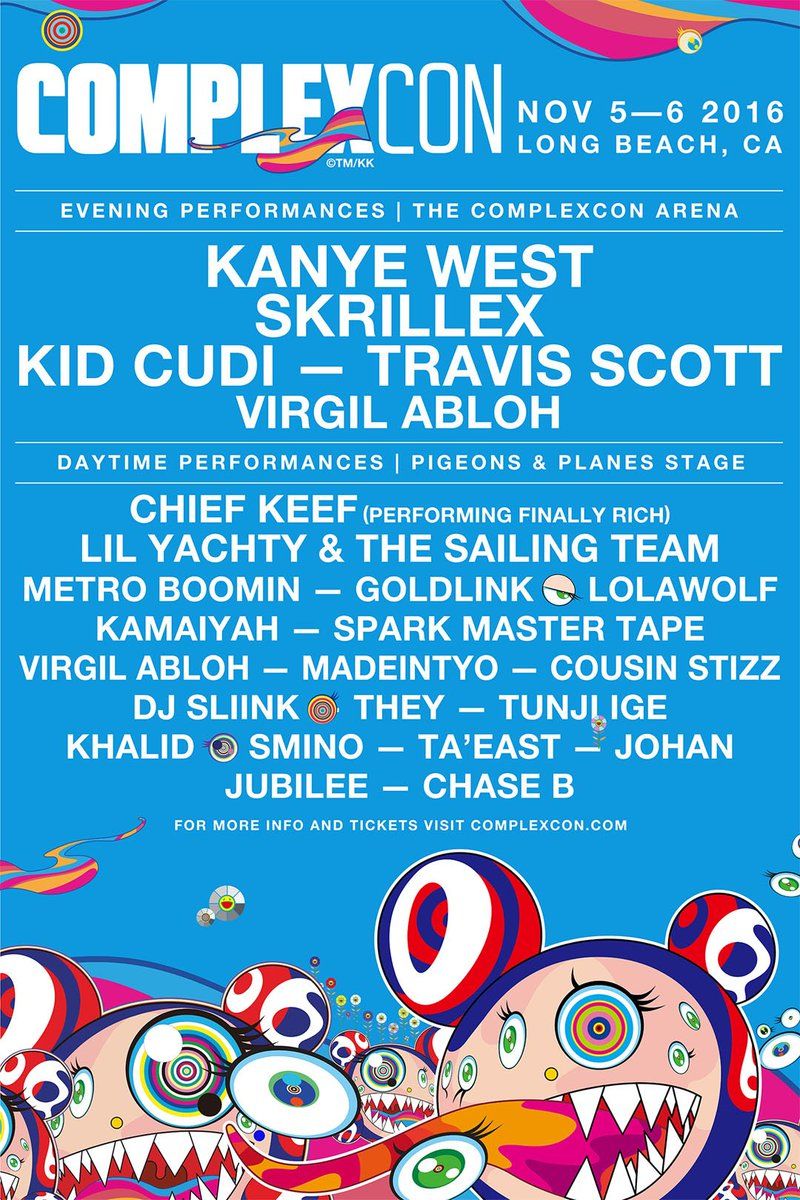 COMPLEXCON
NOV 5—6 2016
LONG BEACH, CA
©TM/KK
EVENING PERFORMANCES | THE COMPLEXCON ARENA
KANYE WEST
SKRILLEX
KID CUDI — TRAVIS SCOTT
VIRGIL ABLOH
DAYTIME PERFORMANCES | PIGEONS & PLANES STAGE
CHIEF KEEF (PERFORMING FINALLY RICH)
LIL YACHTY & THE SAILING TEAM
METRO BOOMIN — GOLDLINK LOLAWOLF
KAMAIYAH — SPARK MASTER TAPE
VIRGIL ABLOH — MADEINTYO — COUSIN STIZZ
DJ SLIINK THEY — TUNJI IGE
KHALID SMINO — TA'EAST — JOHAN
JUBILEE — CHASE B
FOR MORE INFO AND TICKETS VISIT COMPLEXCON.COM